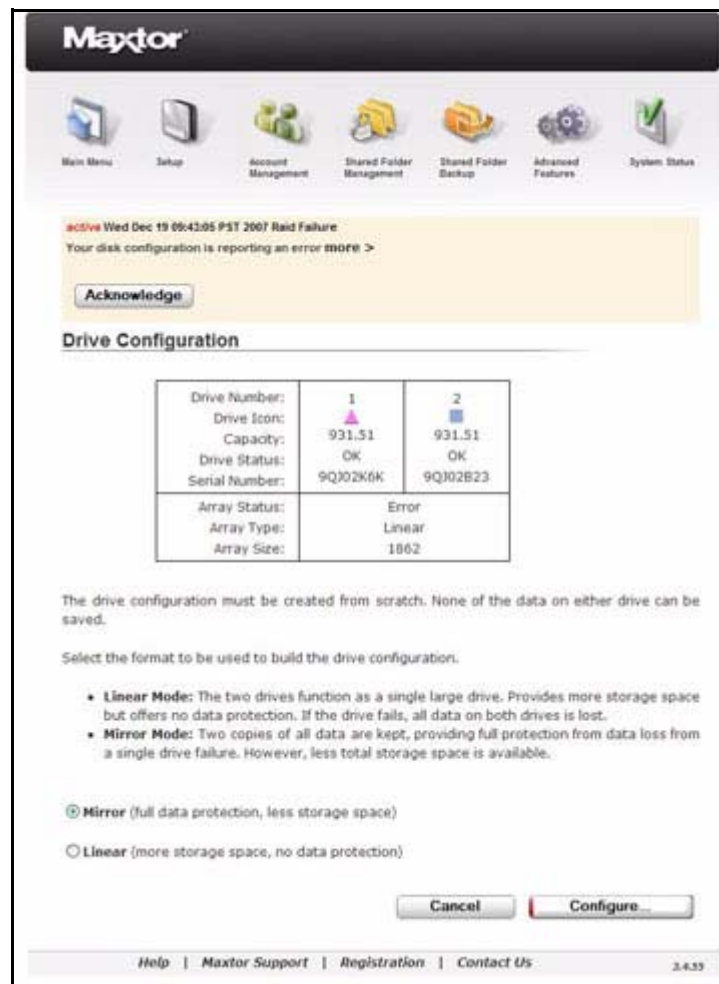 Maxtor
Main Menu
Setup
Account Management
Shared Folder Management
Shared Folder Backup
Advanced Features
System Status
active Wed Dec 19 09:43:05 PST 2007 Raid Failure
Your disk configuration is reporting an error more >
Acknowledge
Drive Configuration
Drive Number: 1 2
Drive Icon:
Capacity: 931.51 931.51
Drive Status: OK OK
Serial Number: 9QJ02K6K 9QJ02B23
Array Status: Error
Array Type: Linear
Array Size: 1862
The drive configuration must be created from scratch. None of the data on either drive can be
saved.
Select the format to be used to build the drive configuration.
• Linear Mode: The two drives function as a single large drive. Provides more storage space
but offers no data protection. If the drive fails, all data on both drives is lost.
• Mirror Mode: Two copies of all data are kept, providing full protection from data loss from
a single drive failure. However, less total storage space is available.
Mirror (full data protection, less storage space)
Linear (more storage space, no data protection)
Cancel
Configure...
Help | Maxtor Support | Registration | Contact Us